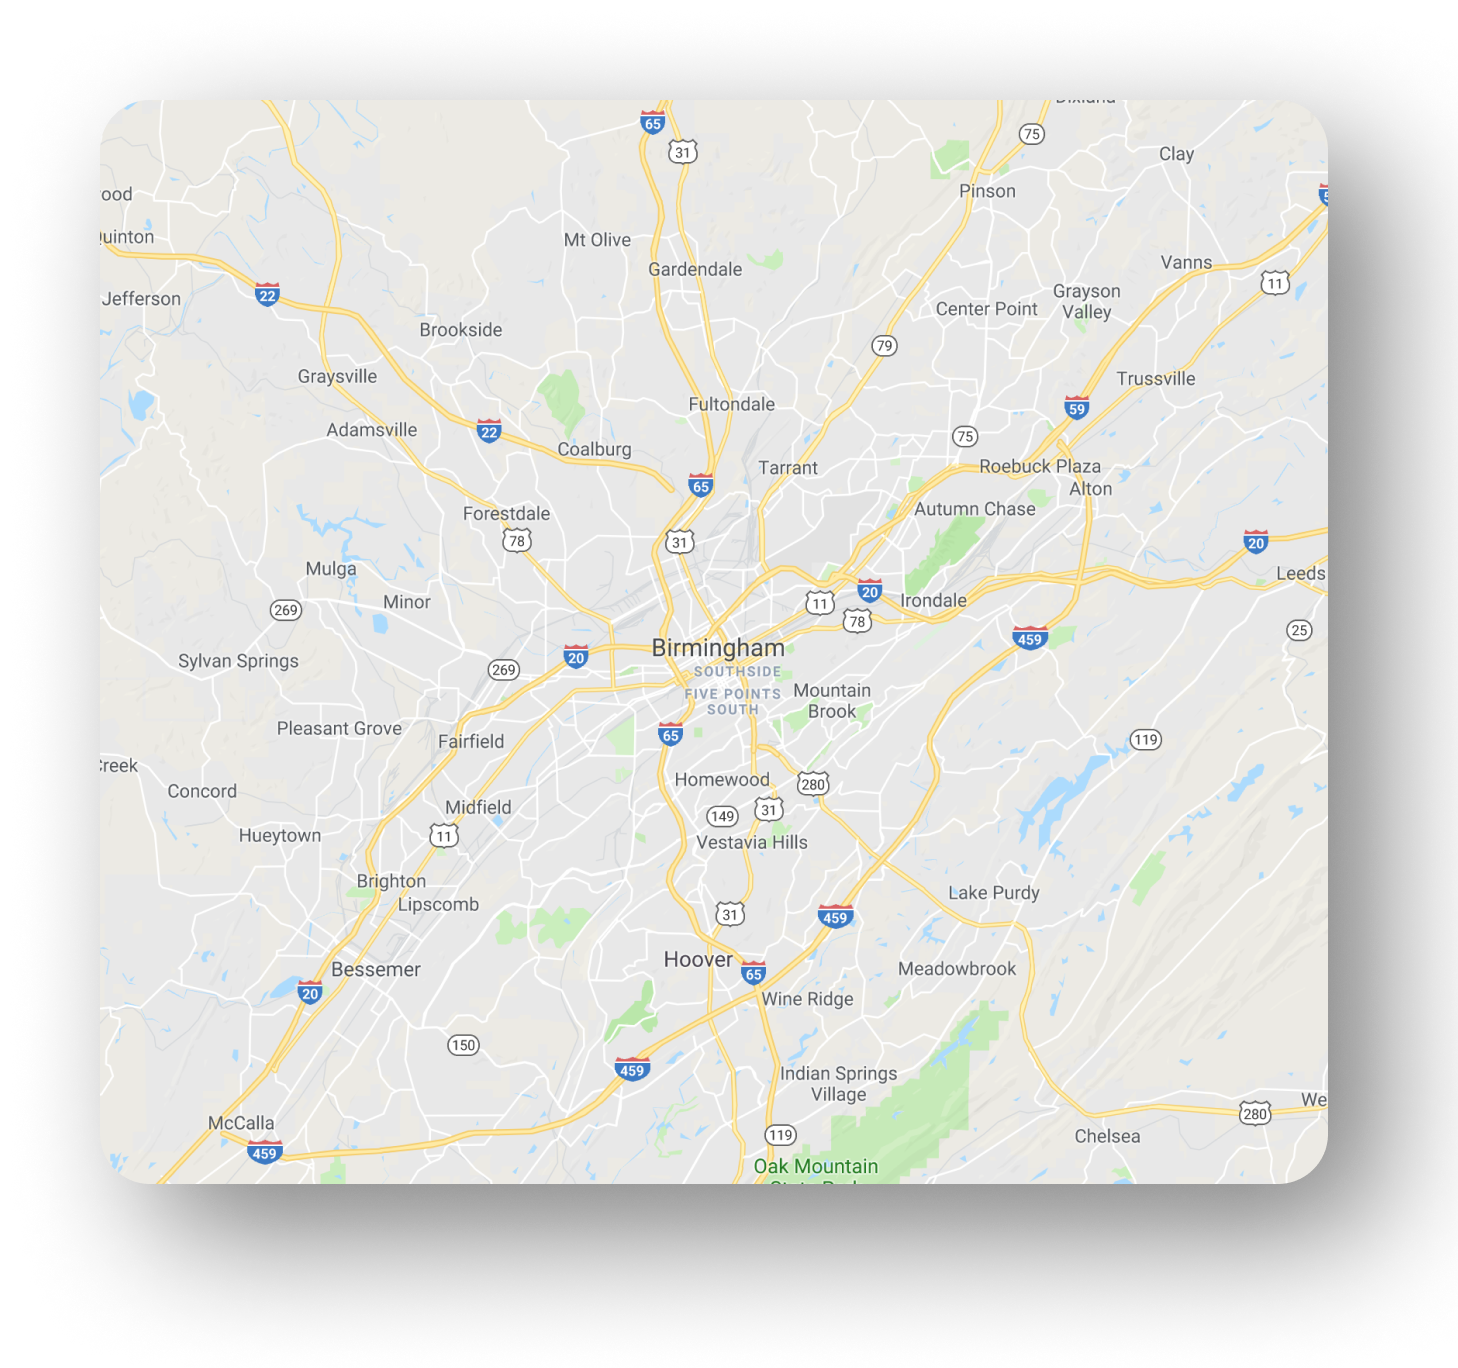 65
75
Clay
31
ood
Pinson
Quinton
Mt Olive
Vanns
Gardendale
11
22
Jefferson
Grayson
Valley
Center Point
Brookside
79
Graysville
Trussville
Fultondale
59
Adamsville
22
75
Coalburg
Tarrant
Roebuck Plaza
65
Alton
Forestdale
Autumn Chase
78
31
20
Mulga
Leeds
20
Minor
11
Irondale
269
78
25
459
Birmingham
20
Sylvan Springs
269
SOUTHSIDE
FIVE POINTS
SOUTH
Mountain
Brook
Pleasant Grove
65
Fairfield
119
Creek
Homewood
280
Concord
Midfield
149
31
Hueytown
11
Vestavia Hills
Brighton
Lake Purdy
Lipscomb
31
459
Hoover
65
Bessemer
Meadowbrook
20
Wine Ridge
150
459
Indian Springs
Village
We
280
McCalla
119
Chelsea
459
Oak Mountain